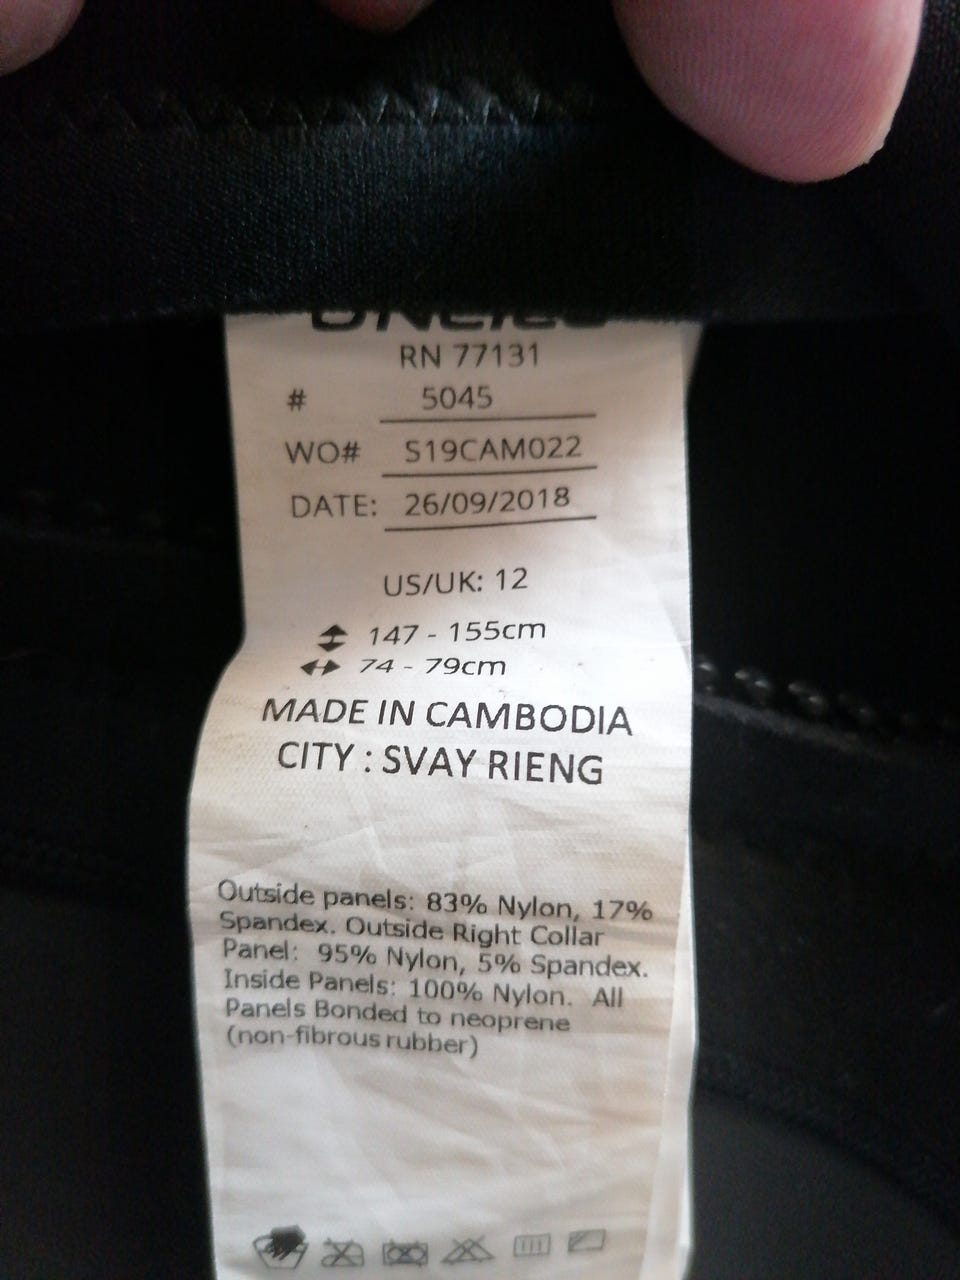 O'NEILL
RN 77131
# 5045
WO# S19CAM022
DATE: 26/09/2018
US/UK: 12
147 - 155cm
74 - 79cm
MADE IN CAMBODIA
CITY : SVAY RIENG
Outside panels: 83% Nylon, 17%
Spandex. Outside Right Collar
Panel: 95% Nylon, 5% Spandex.
Inside Panels: 100% Nylon. All
Panels Bonded to neoprene
(non-fibrous rubber)